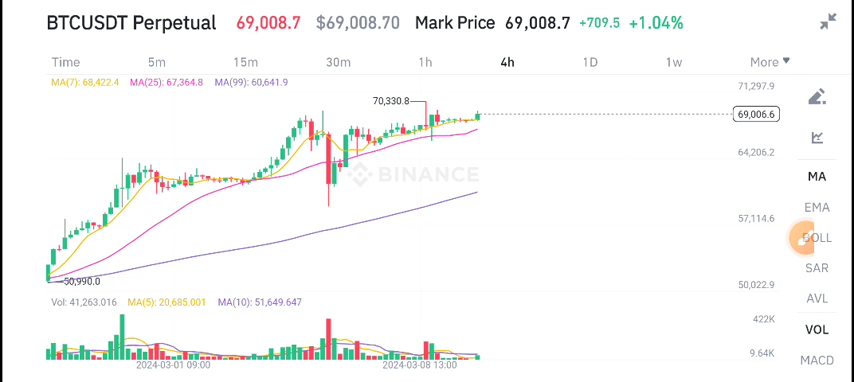 BTCUSDT Perpetual 69,008.7 $69,008.70 Mark Price 69,008.7 +709.5 +1.04%
Time 5m 15m 30m 1h 4h 1D 1w More
MA(7): 68,422.4 MA(25): 67,364.8 MA(99): 60,641.9
71,297.9
70,330.8
69,006.6
64,206.2
BINANCE
57,114.6
50,990.0
50,022.9
Vol: 41,263.016 MA(5): 20,685.001 MA(10): 51,649.647
422K
9.64K
2024-03-01 09:00 2024-03-08 13:00
MA
EMA
BOLL
SAR
AVL
VOL
MACD